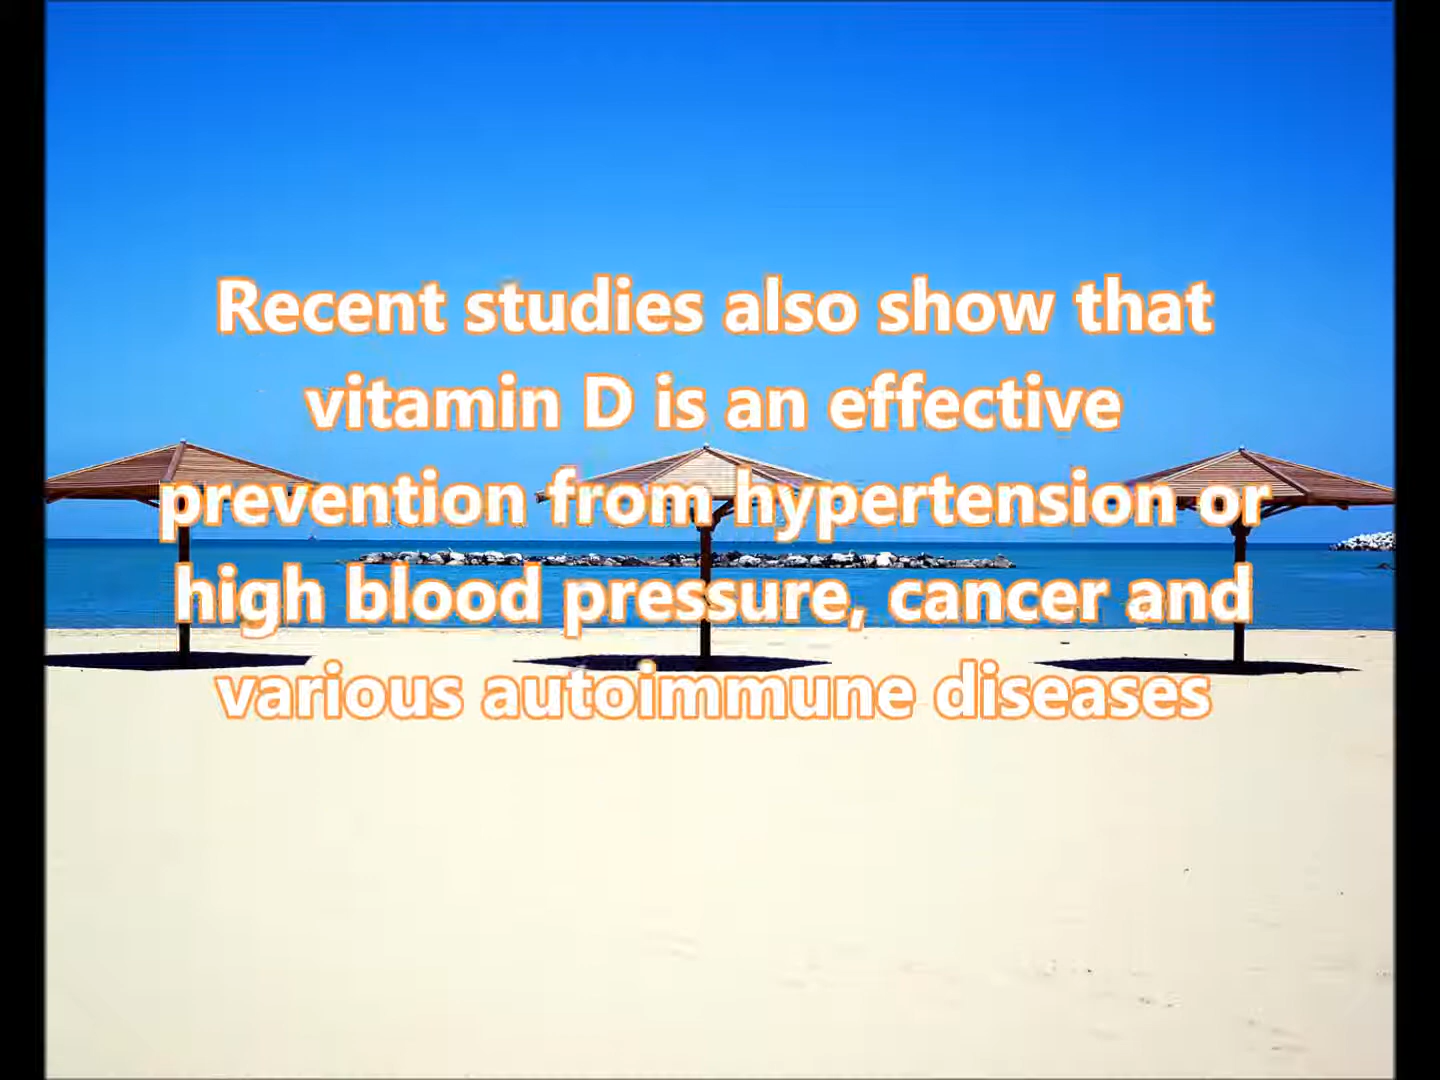 Recent studies also show that
vitamin D is an effective
prevention from hypertension or
high blood pressure, cancer and
various autoimmune diseases